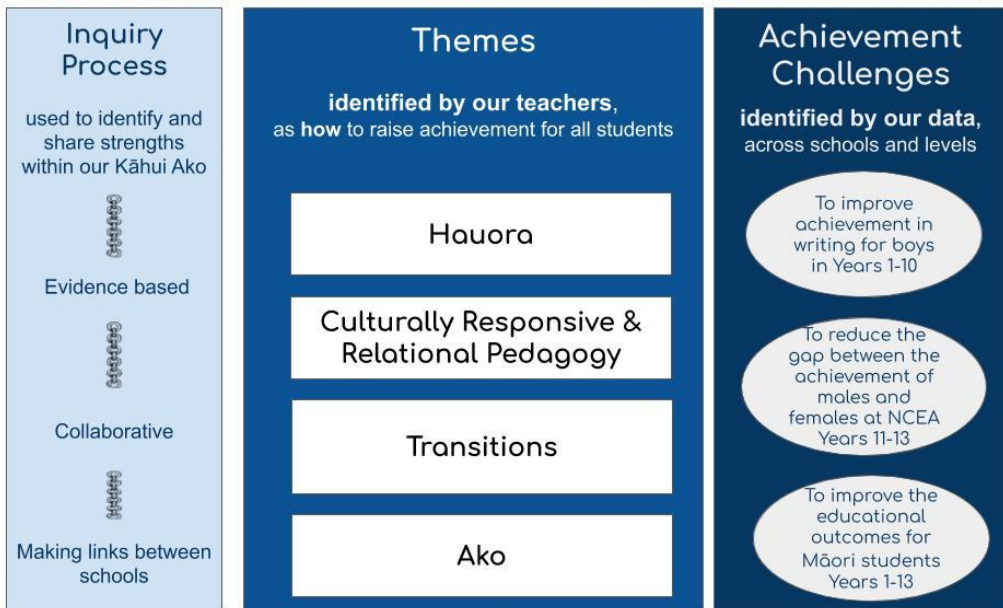 Inquiry
Process
used to identify and
share strengths
within our Kāhui Ako
Evidence based
Collaborative
Making links between
schools
Themes
identified by our teachers,
as how to raise achievement for all students
Hauora
Culturally Responsive &
Relational Pedagogy
Transitions
Ako
Achievement
Challenges
identified by our data,
across schools and levels
To improve
achievement in
writing for boys
in Years 1-10
To reduce the
gap between the
achievement of
males and
females at NCEA
Years 11-13
To improve the
educational
outcomes for
Māori students
Years 1-13